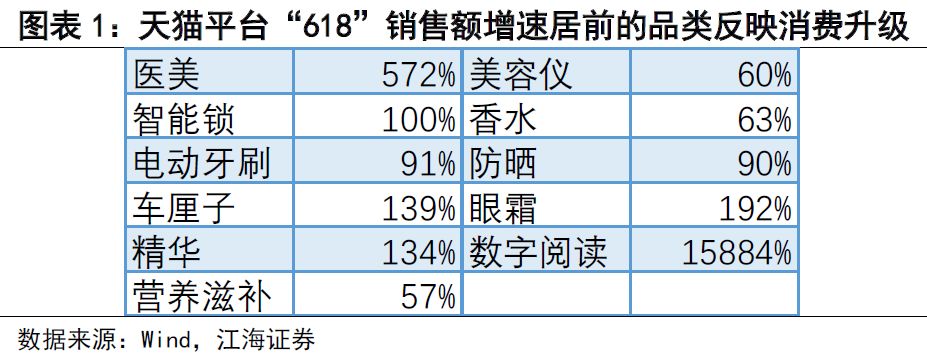 图表 1：天猫平台“618”销售额增速居前的品类反映消费升级
医美 572% 美容仪 60%
智能锁 100% 香水 63%
电动牙刷 91% 防晒 90%
车厘子 139% 眼霜 192%
精华 134% 数字阅读 15884%
营养滋补 57%
数据来源：Wind，江海证券